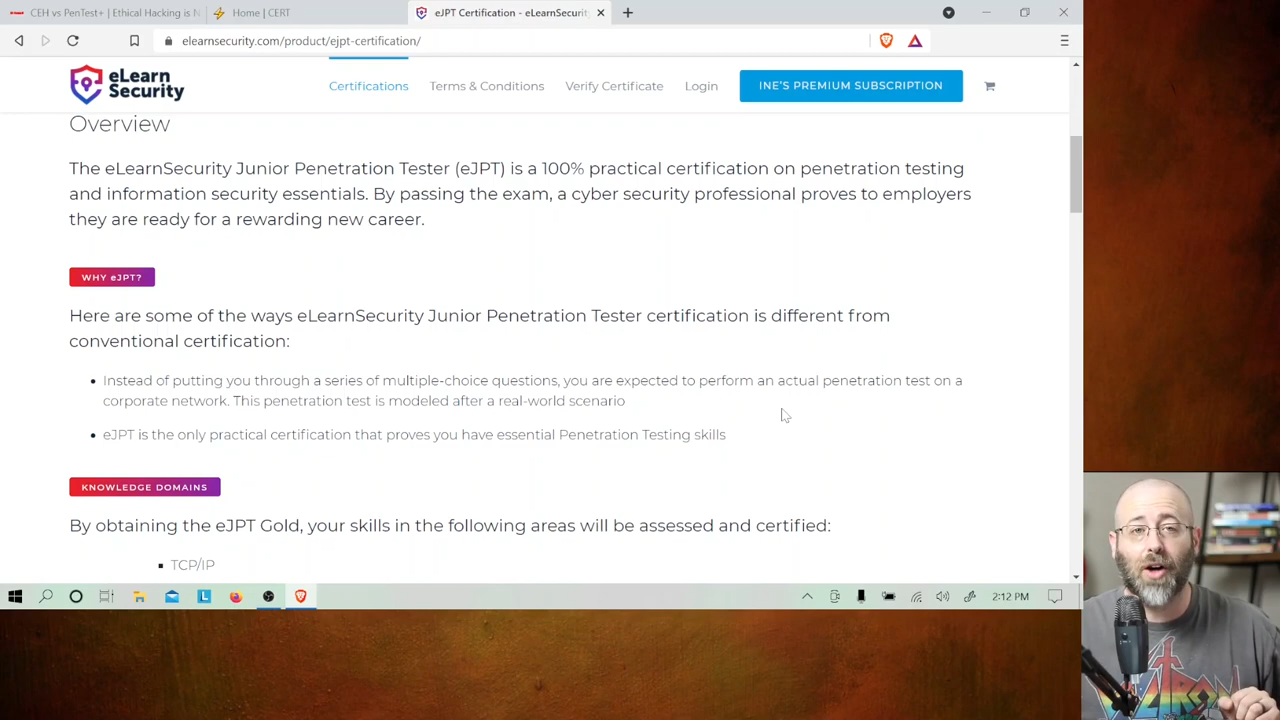 CEH vs PenTest+ | Ethical Hacking is N
Home | CERT
eJPT Certification - eLearnSecurity
elearnsecurity.com/product/ejpt-certification/
eLearn
Security
Certifications
Terms & Conditions
Verify Certificate
Login
INE'S PREMIUM SUBSCRIPTION
Overview
The eLearnSecurity Junior Penetration Tester (eJPT) is a 100% practical certification on penetration testing
and information security essentials. By passing the exam, a cyber security professional proves to employers
they are ready for a rewarding new career.
WHY eJPT?
Here are some of the ways eLearnSecurity Junior Penetration Tester certification is different from
conventional certification:
Instead of putting you through a series of multiple-choice questions, you are expected to perform an actual penetration test on a
corporate network. This penetration test is modeled after a real-world scenario
eJPT is the only practical certification that proves you have essential Penetration Testing skills
KNOWLEDGE DOMAINS
By obtaining the eJPT Gold, your skills in the following areas will be assessed and certified:
TCP/IP
L
2:12 PM